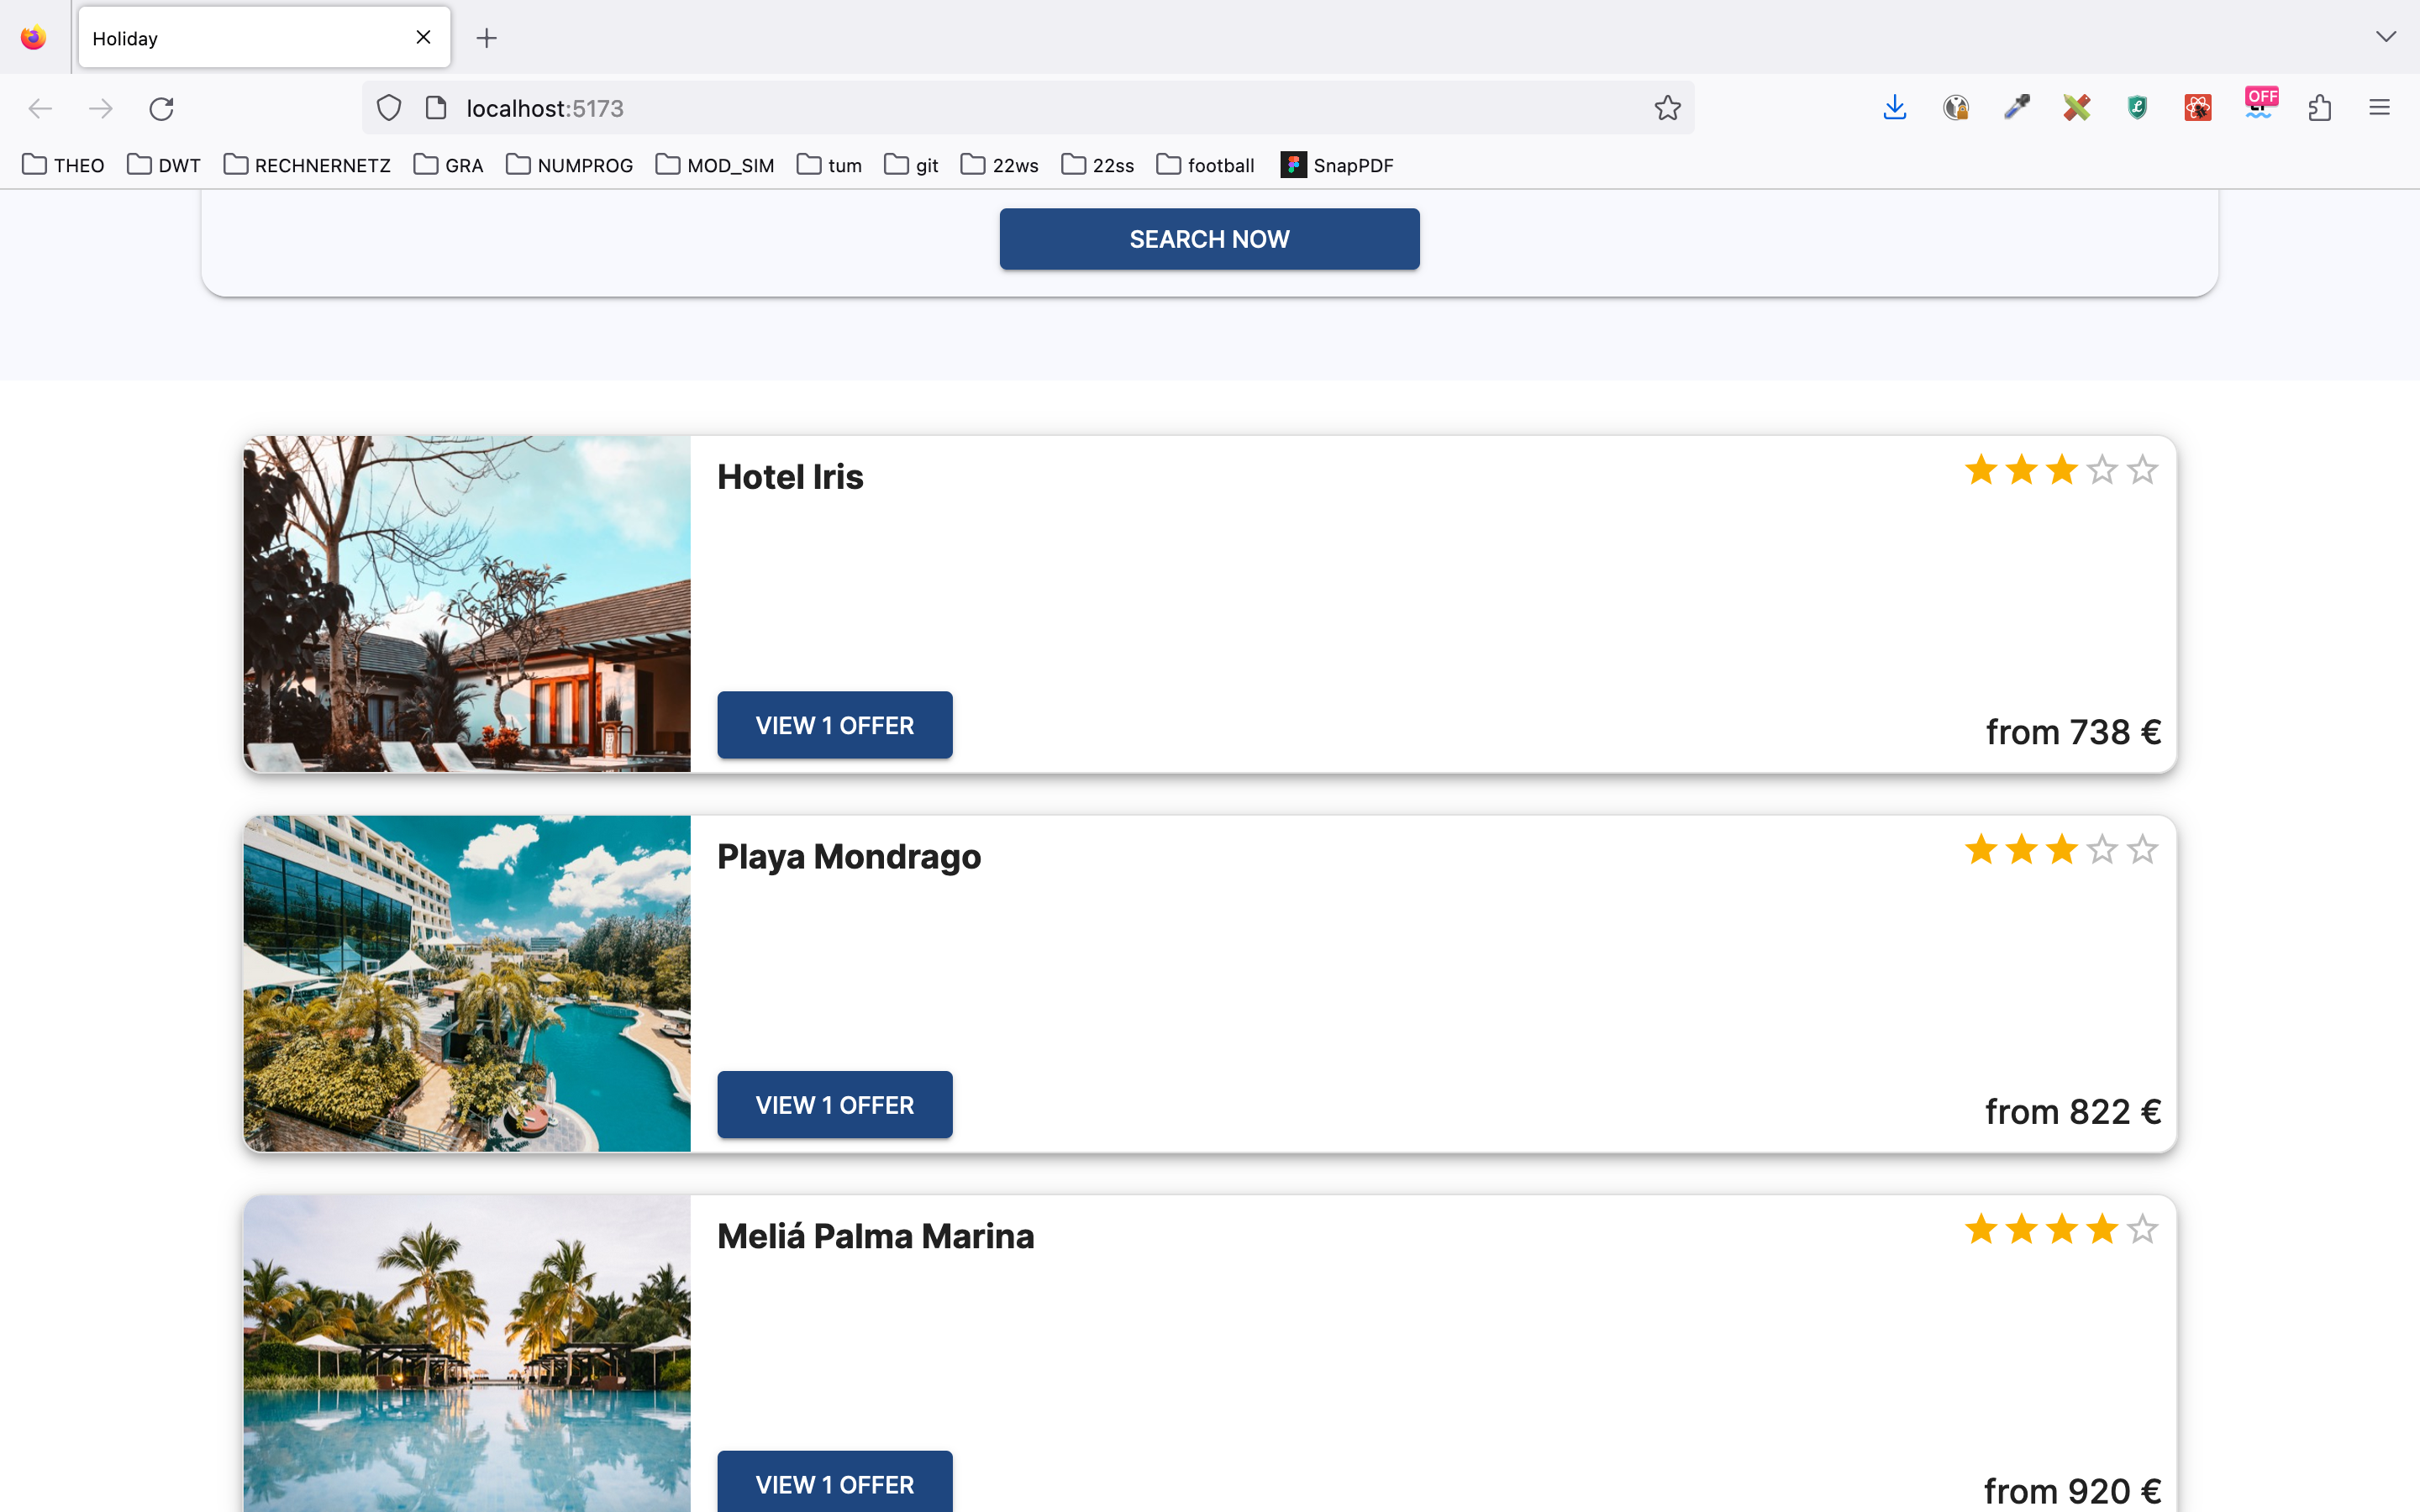 Holiday
localhost:5173
OFF
THEO DWT RECHNERNETZ GRA NUMPROG MOD_SIM tum git 22ws 22ss football SnapPDF
SEARCH NOW
Hotel Iris
VIEW 1 OFFER
from 738 €
Playa Mondrago
VIEW 1 OFFER
from 822 €
Meliá Palma Marina
VIEW 1 OFFER
from 920 €